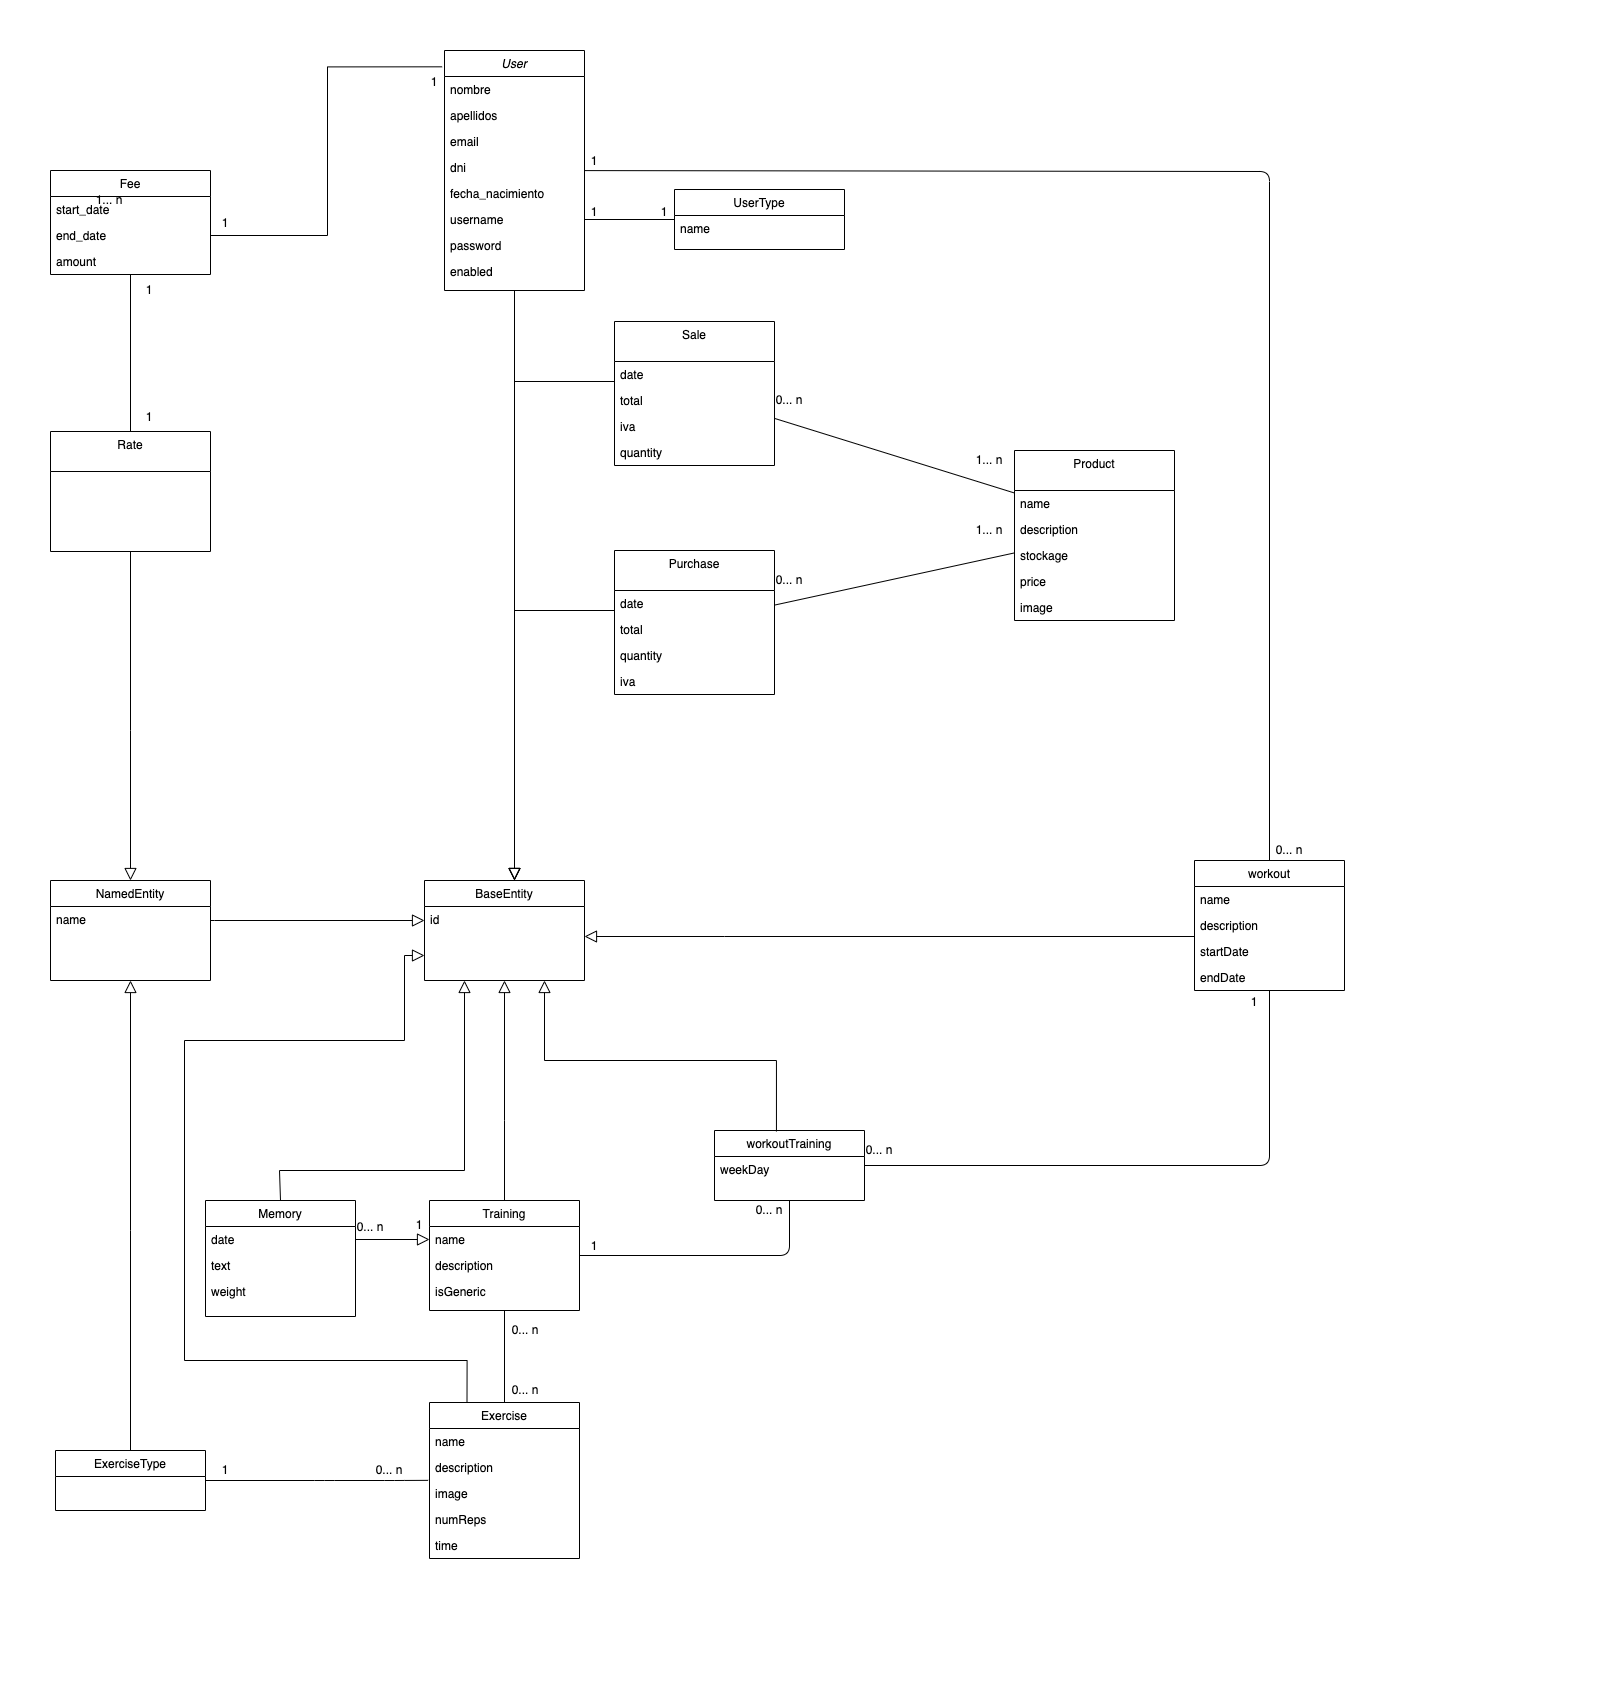 User
1
nombre
apellidos
email
dni
fecha_nacimiento
username
password
enabled
1
1
1
UserType
name
Fee
1... n
start_date
end_date
amount
1
1
1
Rate
Sale
date
total
iva
quantity
0... n
1... n
Product
name
description
stockage
price
image
1... n
0... n
Purchase
date
total
quantity
iva
0... n
workout
name
description
startDate
endDate
1
NamedEntity
name
BaseEntity
id
workoutTraining
weekDay
0... n
0... n
Memory
date
text
weight
0... n
1
Training
name
description
isGeneric
1
0... n
0... n
Exercise
name
description
image
numReps
time
ExerciseType
1
0... n